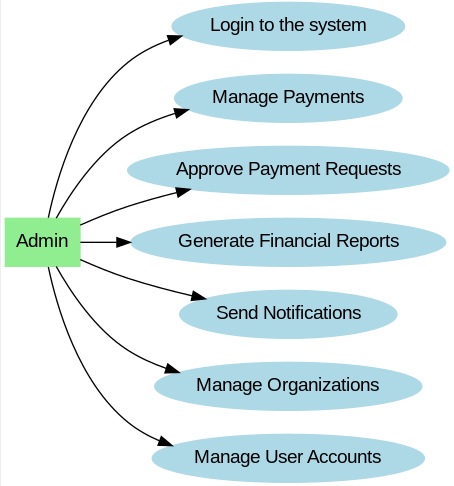 Login to the system
Manage Payments
Approve Payment Requests
Admin
Generate Financial Reports
Send Notifications
Manage Organizations
Manage User Accounts